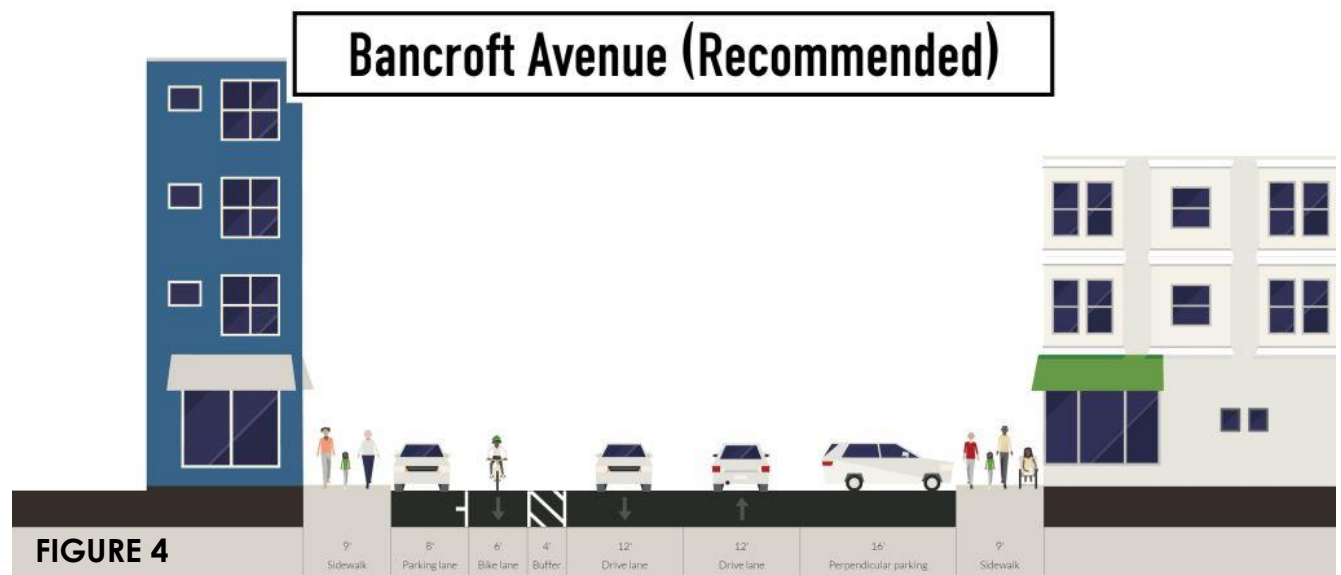 Bancroft Avenue (Recommended)
FIGURE 4
9'
Sidewalk
8'
Parking lane
6'
Bike lane
4'
Buffer
12'
Drive lane
12'
Drive lane
16'
Perpendicular parking
9'
Sidewalk